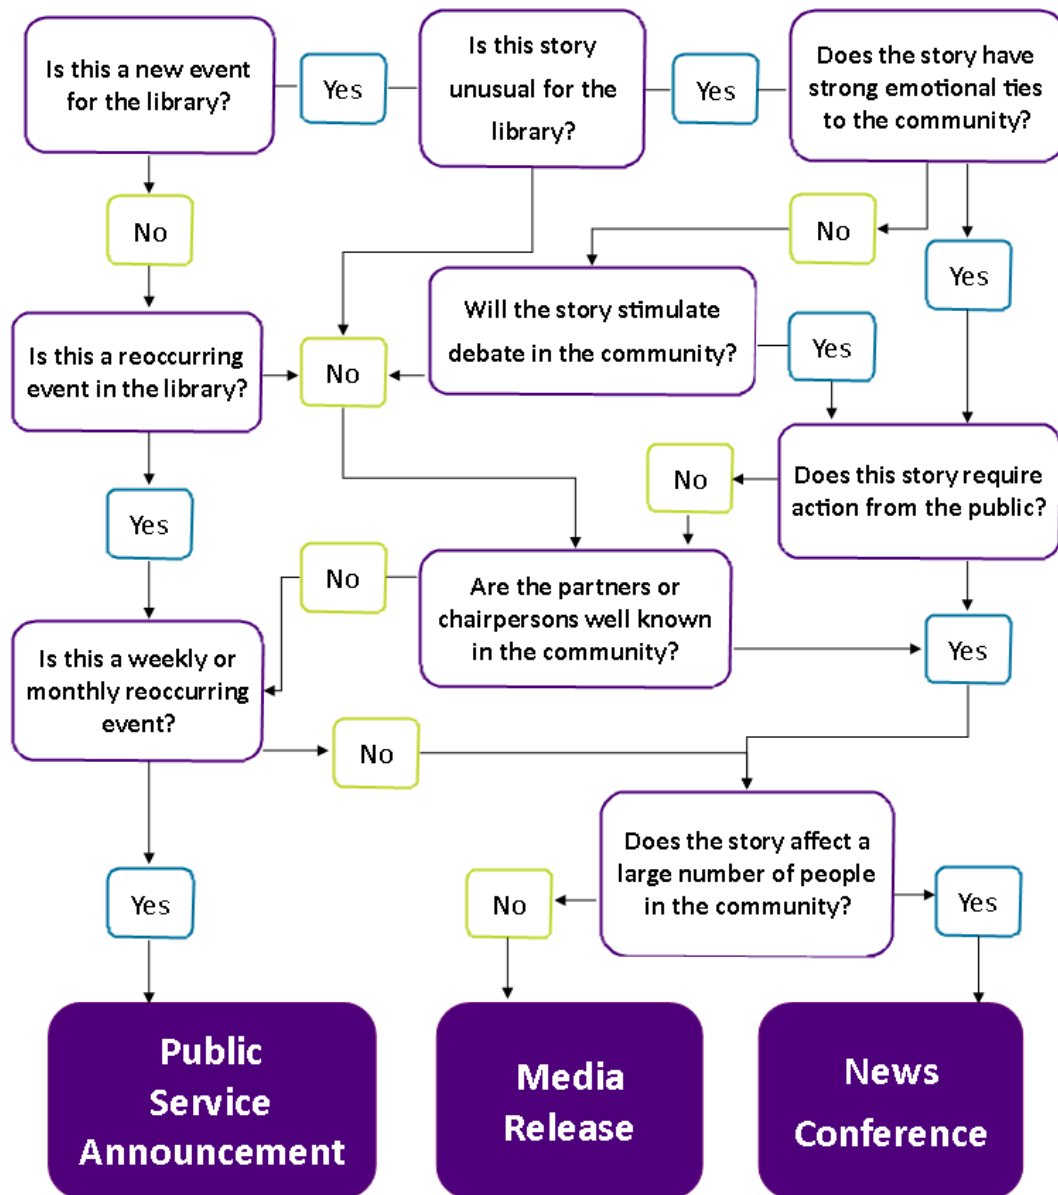 Is this a new event
for the library?
Yes
Is this story
unusual for the
library?
Yes
Does the story have
strong emotional ties
to the community?
No
No
Yes
Will the story stimulate
debate in the community?
Yes
Is this a reoccurring
event in the library?
No
Does this story require
action from the public?
No
Yes
No
Are the partners or
chairpersons well known
in the community?
Yes
Is this a weekly or
monthly reoccurring
event?
No
Does the story affect a
large number of people
in the community?
Yes
No
Yes
Public
Service
Announcement
Media
Release
News
Conference